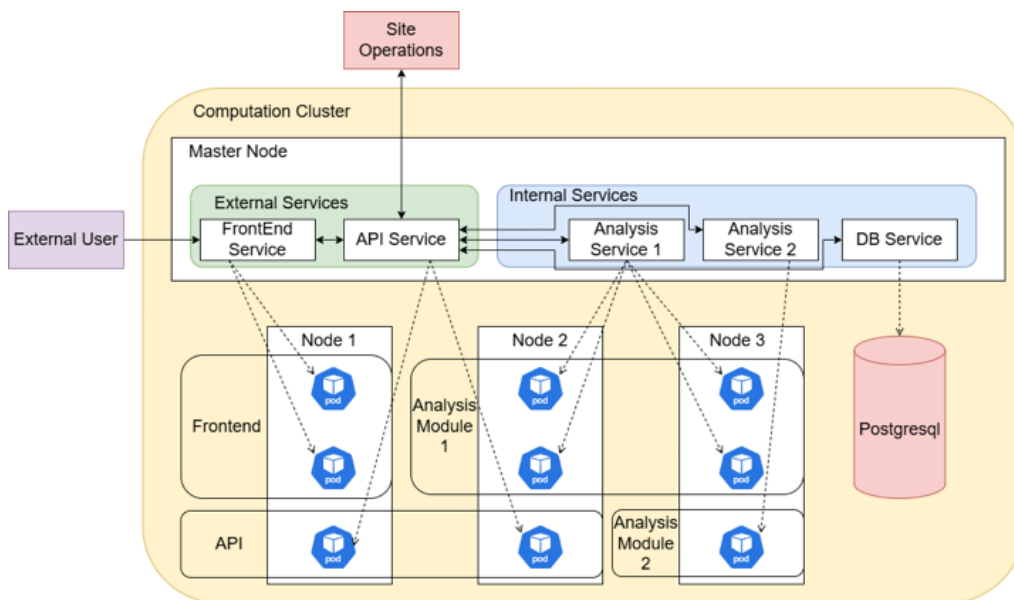 Site
Operations
Computation Cluster
Master Node
External Services
Internal Services
External User
FrontEnd
Service
API Service
Analysis
Service 1
Analysis
Service 2
DB Service
Node 1
Node 2
Node 3
Frontend
pod
pod
Analysis
Module
1
pod
pod
pod
pod
Postgresql
API
pod
pod
Analysis
Module
2
pod